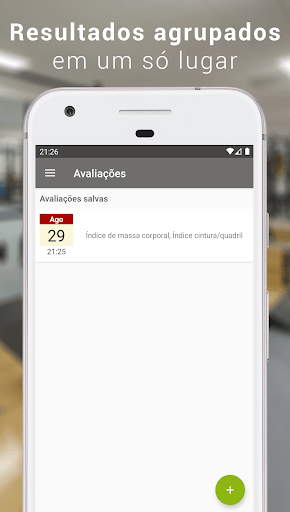 Resultados agrupados
em um só lugar
21:26
Avaliações
Avaliações salvas
Ago
29
21:25
Índice de massa corporal, Índice cintura/quadril
+